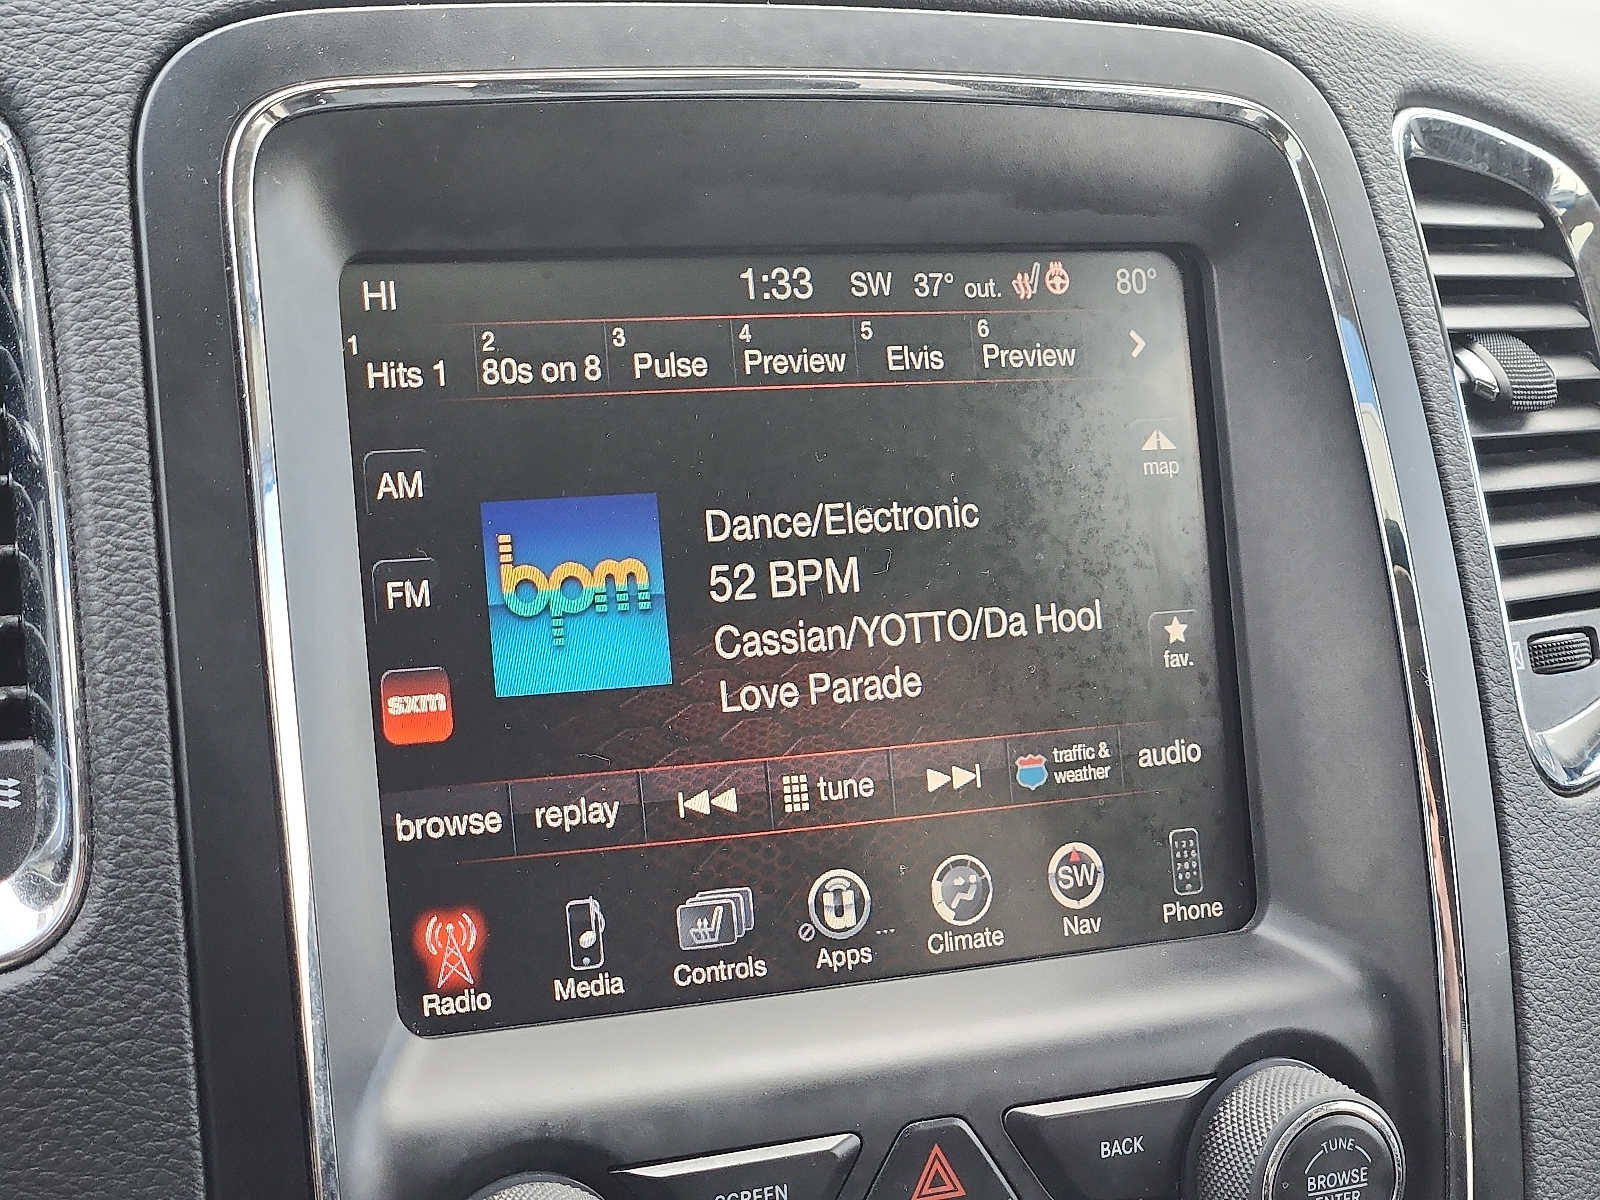 HI 1:33 SW 37° out. 80°
1 Hits 1 2 80s on 8 3 Pulse 4 Preview 5 Elvis 6 Preview
map
AM
FM
sxm
bpm
Dance/Electronic
52 BPM
Cassian/YOTTO/Da Hool
Love Parade
fav.
browse replay tune traffic & weather audio
Radio Media Controls Apps Climate SW Nav Phone
SCREEN BACK TUNE
BROWSE
ENTER